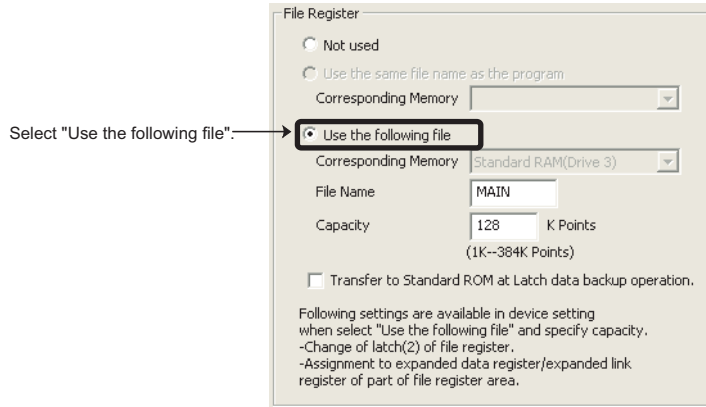 File Register
Not used
Use the same file name as the program
Corresponding Memory
Select "Use the following file".
Use the following file
Corresponding Memory Standard RAM(Drive 3)
File Name MAIN
Capacity 128 K Points
(1K--384K Points)
Transfer to Standard ROM at Latch data backup operation.
Following settings are available in device setting
when select "Use the following file" and specify capacity.
-Change of latch(2) of file register.
-Assignment to expanded data register/expanded link
register of part of file register area.